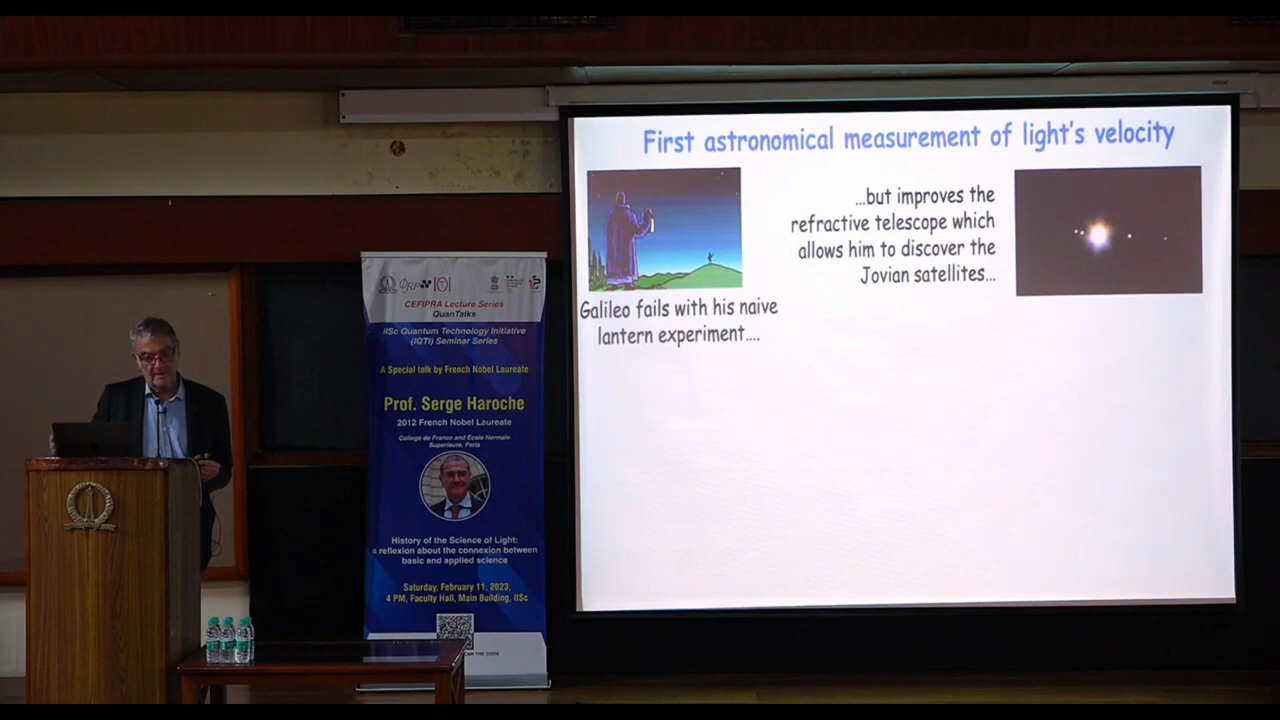 First astronomical measurement of light's velocity
...but improves the
refractive telescope which
allows him to discover the
Jovian satellites...
Galileo fails with his naive
lantern experiment....
CEFIPRA Lecture Series
QuanTalks
IISc Quantum Technology Initiative
(IQTI) Seminar Series
A Special talk by French Nobel Laureate
Prof. Serge Haroche
2012 French Nobel Laureate
College de France and Ecole Normale
Superieure, Paris
History of the Science of Light:
a reflexion about the connexion between
basic and applied science
Saturday, February 11, 2023,
4 PM, Faculty Hall, Main Building, IISc
CAN THE CODE